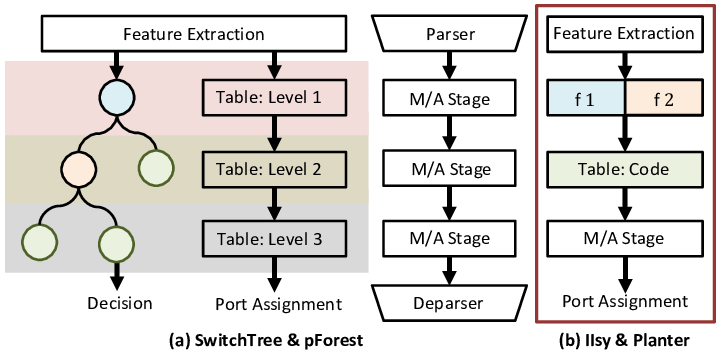 Feature Extraction
Parser
Feature Extraction
Table: Level 1
M/A Stage
f 1
f 2
Table: Level 2
M/A Stage
Table: Code
Table: Level 3
M/A Stage
M/A Stage
Decision
Port Assignment
Deparser
Port Assignment
(a) SwitchTree & pForest
(b) IIsy & Planter